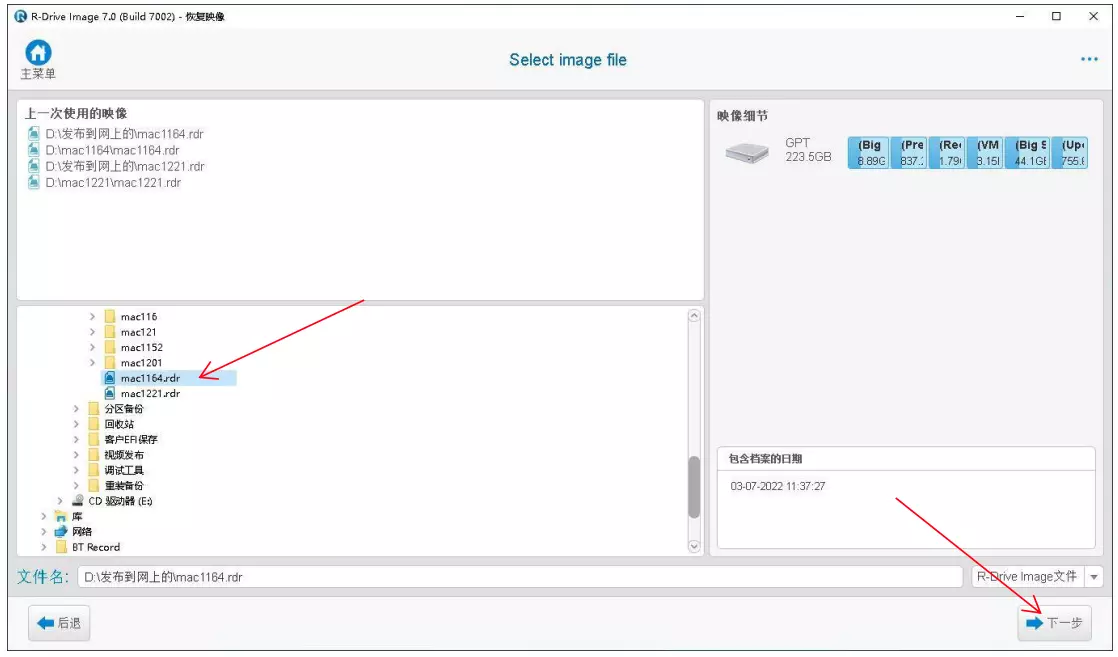 R-Drive Image 7.0 (Build 7002) - 恢复映像
主菜单
Select image file
上一次使用的映像
D:\发布到网上的\mac1164.rdr
D:\mac1164\mac1164.rdr
D:\发布到网上的\mac1221.rdr
D:\mac1221\mac1221.rdr
映像细节
GPT
223.5GB
(Big
8.89G
(Pre
837.
(Re
1.79
(VM
3.15
(Big S
44.1GB
(Up
755.
mac116
mac121
mac1152
mac1201
mac1164.rdr
mac1221.rdr
分区备份
回收站
客户EFI保存
视频发布
调试工具
重装备份
CD 驱动器 (E:)
库
网络
BT Record
包含档案的日期
03-07-2022 11:37:27
文件名:
D:\发布到网上的\mac1164.rdr
R-Drive Image文件
后退
下一步